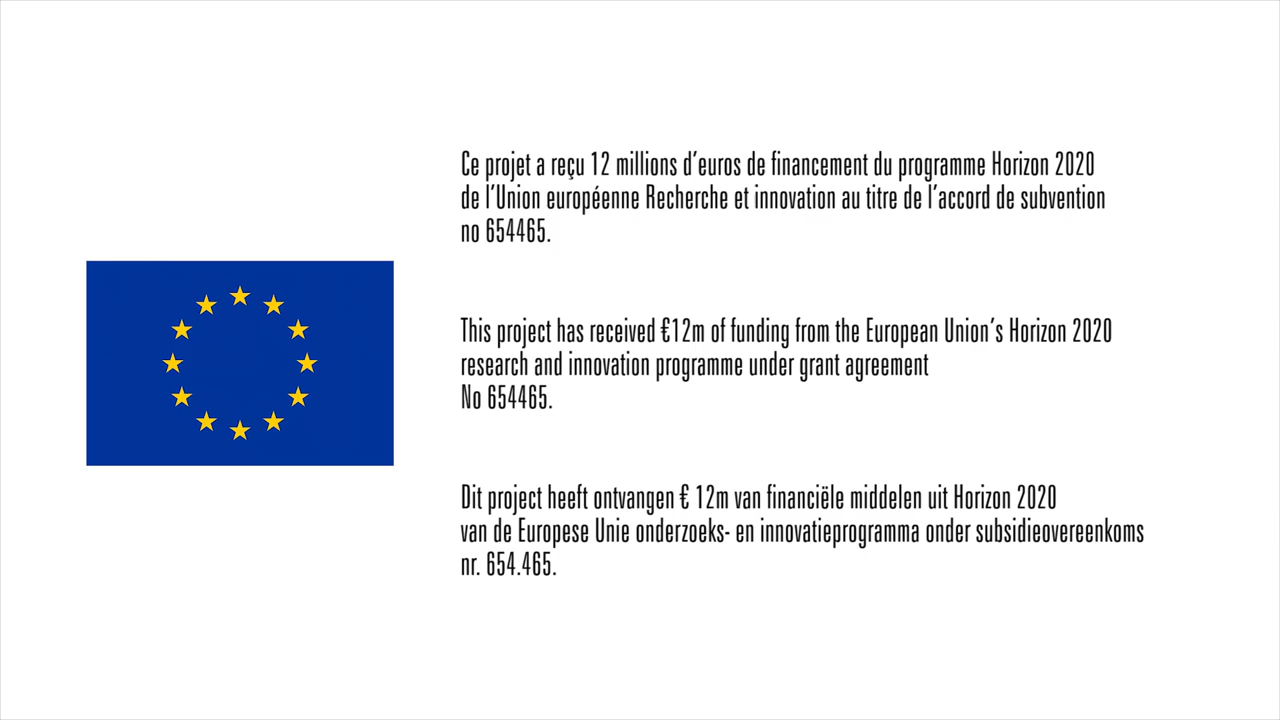 Ce projet a reçu 12 millions d’euros de financement du programme Horizon 2020
de l’Union européenne Recherche et innovation au titre de l’accord de subvention
no 654465.
This project has received €12m of funding from the European Union’s Horizon 2020
research and innovation programme under grant agreement
No 654465.
Dit project heeft ontvangen € 12m van financiële middelen uit Horizon 2020
van de Europese Unie onderzoeks- en innovatieprogramma onder subsidieovereenkoms
nr. 654.465.